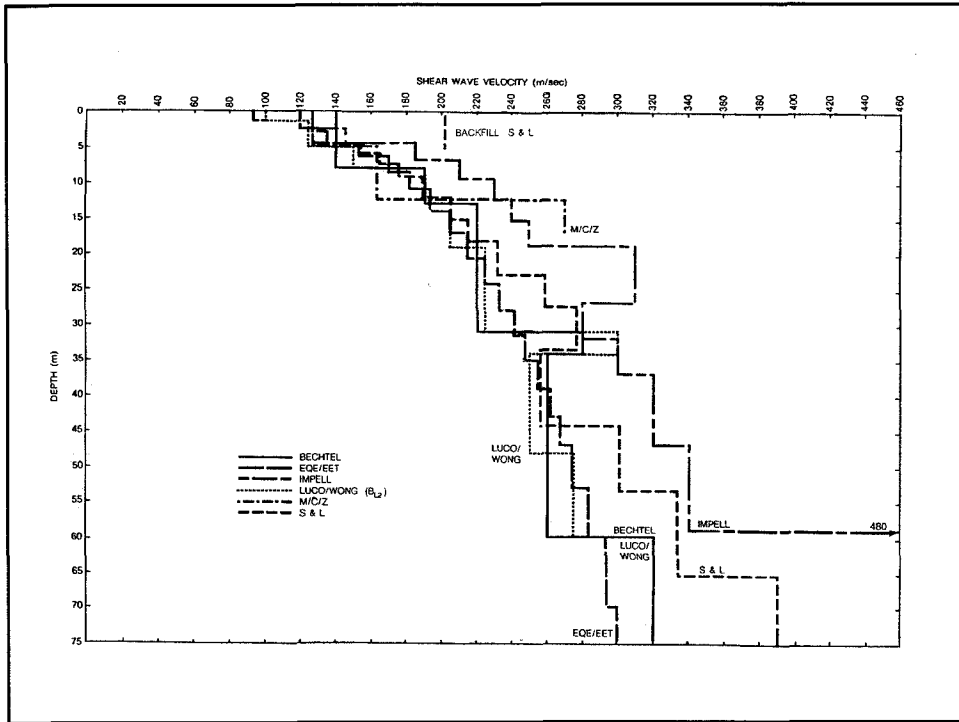 SHEAR WAVE VELOCITY (m/sec)
20 40 60 80 100 120 140 160 180 200 220 240 260 280 300 320 340 360 380 400 420 440 460
DEPTH (m)
0
5
10
15
20
25
30
35
40
45
50
55
60
65
70
75
BACKFILL S & L
M/C/Z
LUCO/
WONG
BECHTEL
EQE/EET
IMPELL
LUCO/WONG (BL2)
M/C/Z
S & L
BECHTEL
LUCO/
WONG
IMPELL
480
S & L
EQE/EET